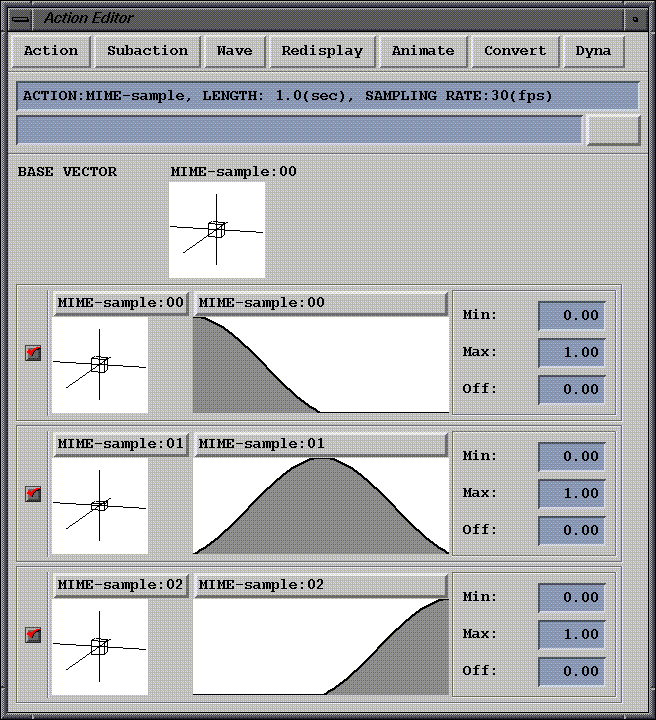 Action Editor
Action Subaction Wave Redisplay Animate Convert Dyna
ACTION:MIME-sample, LENGTH: 1.0(sec), SAMPLING RATE:30(fps)
BASE VECTOR MIME-sample:00
MIME-sample:00 MIME-sample:00
Min: 0.00
Max: 1.00
Off: 0.00
MIME-sample:01 MIME-sample:01
Min: 0.00
Max: 1.00
Off: 0.00
MIME-sample:02 MIME-sample:02
Min: 0.00
Max: 1.00
Off: 0.00